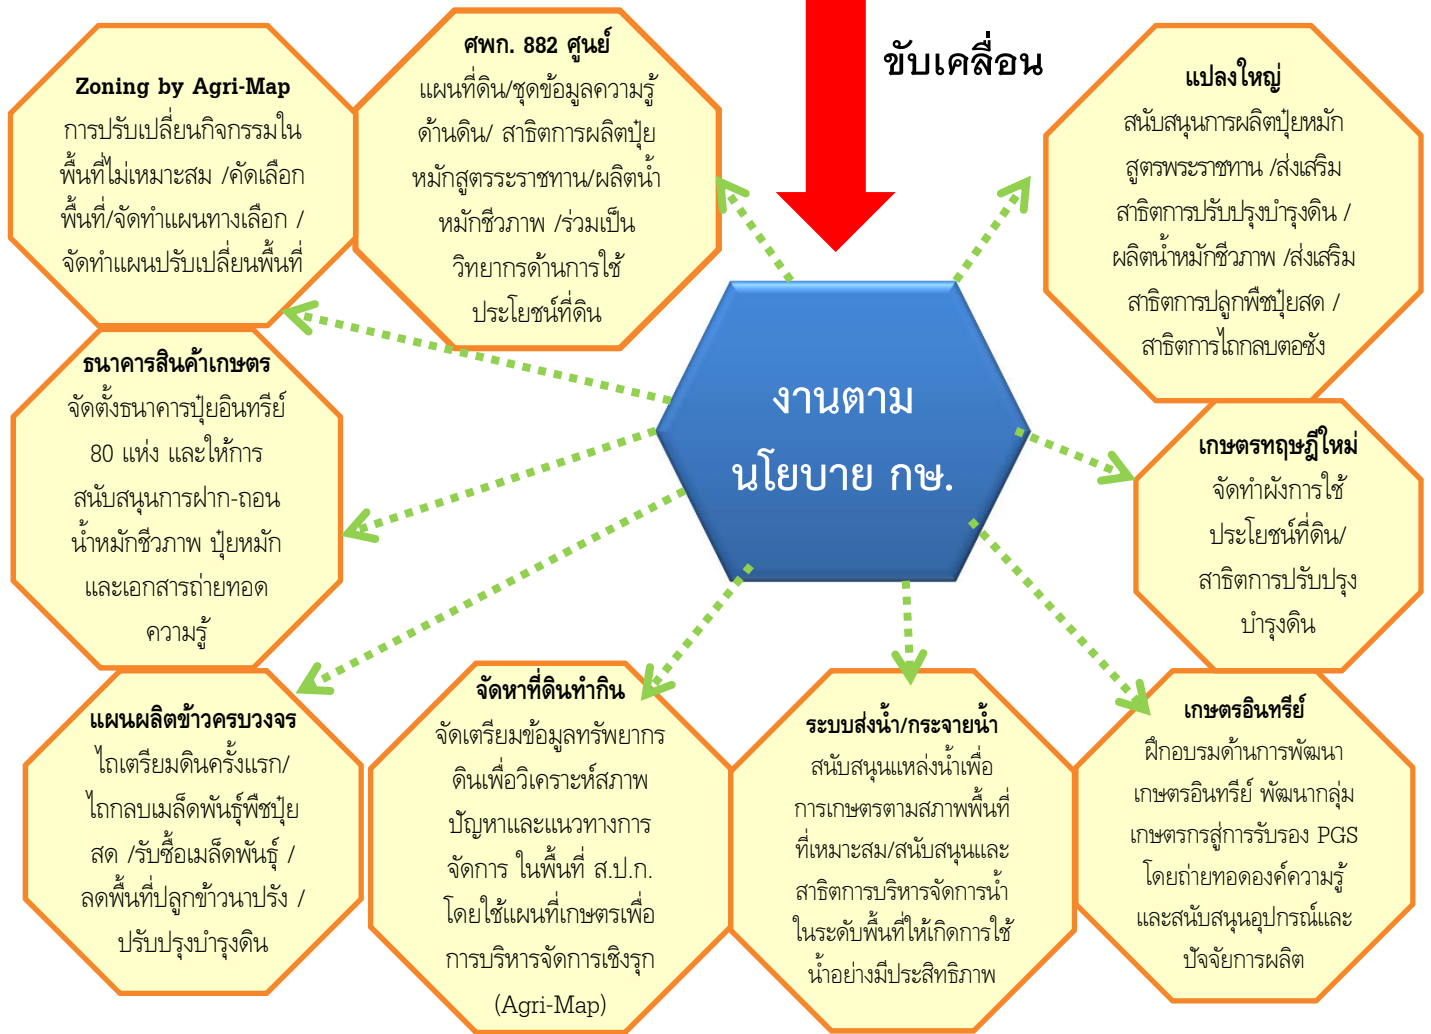 ขับเคลื่อน
Zoning by Agri-Map
การปรับเปลี่ยนกิจกรรมใน
พื้นที่ไม่เหมาะสม /คัดเลือก
พื้นที่/จัดทำแผนทางเลือก /
จัดทำแผนปรับเปลี่ยนพื้นที่
ศพก. 882 ศูนย์
แผนที่ดิน/ชุดข้อมูลความรู้
ด้านดิน/ สาธิตการผลิตปุ๋ย
หมักสูตรระราชทาน/ผลิตน้ำ
หมักชีวภาพ /ร่วมเป็น
วิทยากรด้านการใช้
ประโยชน์ที่ดิน
แปลงใหญ่
สนับสนุนการผลิตปุ๋ยหมัก
สูตรพระราชทาน /ส่งเสริม
สาธิตการปรับปรุงบำรุงดิน /
ผลิตน้ำหมักชีวภาพ /ส่งเสริม
สาธิตการปลูกพืชปุ๋ยสด /
สาธิตการไถกลบตอซัง
งานตาม
นโยบาย กษ.
ธนาคารสินค้าเกษตร
จัดตั้งธนาคารปุ๋ยอินทรีย์
80 แห่ง และให้การ
สนับสนุนการฝาก-ถอน
น้ำหมักชีวภาพ ปุ๋ยหมัก
และเอกสารถ่ายทอด
ความรู้
เกษตรทฤษฎีใหม่
จัดทำผังการใช้
ประโยชน์ที่ดิน/
สาธิตการปรับปรุง
บำรุงดิน
แผนผลิตข้าวครบวงจร
ไถเตรียมดินครั้งแรก/
ไถกลบเมล็ดพันธุ์พืชปุ๋ย
สด /รับซื้อเมล็ดพันธุ์ /
ลดพื้นที่ปลูกข้าวนาปรัง /
ปรับปรุงบำรุงดิน
จัดหาที่ดินทำกิน
จัดเตรียมข้อมูลทรัพยากร
ดินเพื่อวิเคราะห์สภาพ
ปัญหาและแนวทางการ
จัดการ ในพื้นที่ ส.ป.ก.
โดยใช้แผนที่เกษตรเพื่อ
การบริหารจัดการเชิงรุก
(Agri-Map)
ระบบส่งน้ำ/กระจายน้ำ
สนับสนุนแหล่งน้ำเพื่อ
การเกษตรตามสภาพพื้นที่
ที่เหมาะสม/สนับสนุนและ
สาธิตการบริหารจัดการน้ำ
ในระดับพื้นที่ให้เกิดการใช้
น้ำอย่างมีประสิทธิภาพ
เกษตรอินทรีย์
ฝึกอบรมด้านการพัฒนา
เกษตรอินทรีย์ พัฒนากลุ่ม
เกษตรกรสู่การรับรอง PGS
โดยถ่ายทอดองค์ความรู้
และสนับสนุนอุปกรณ์และ
ปัจจัยการผลิต